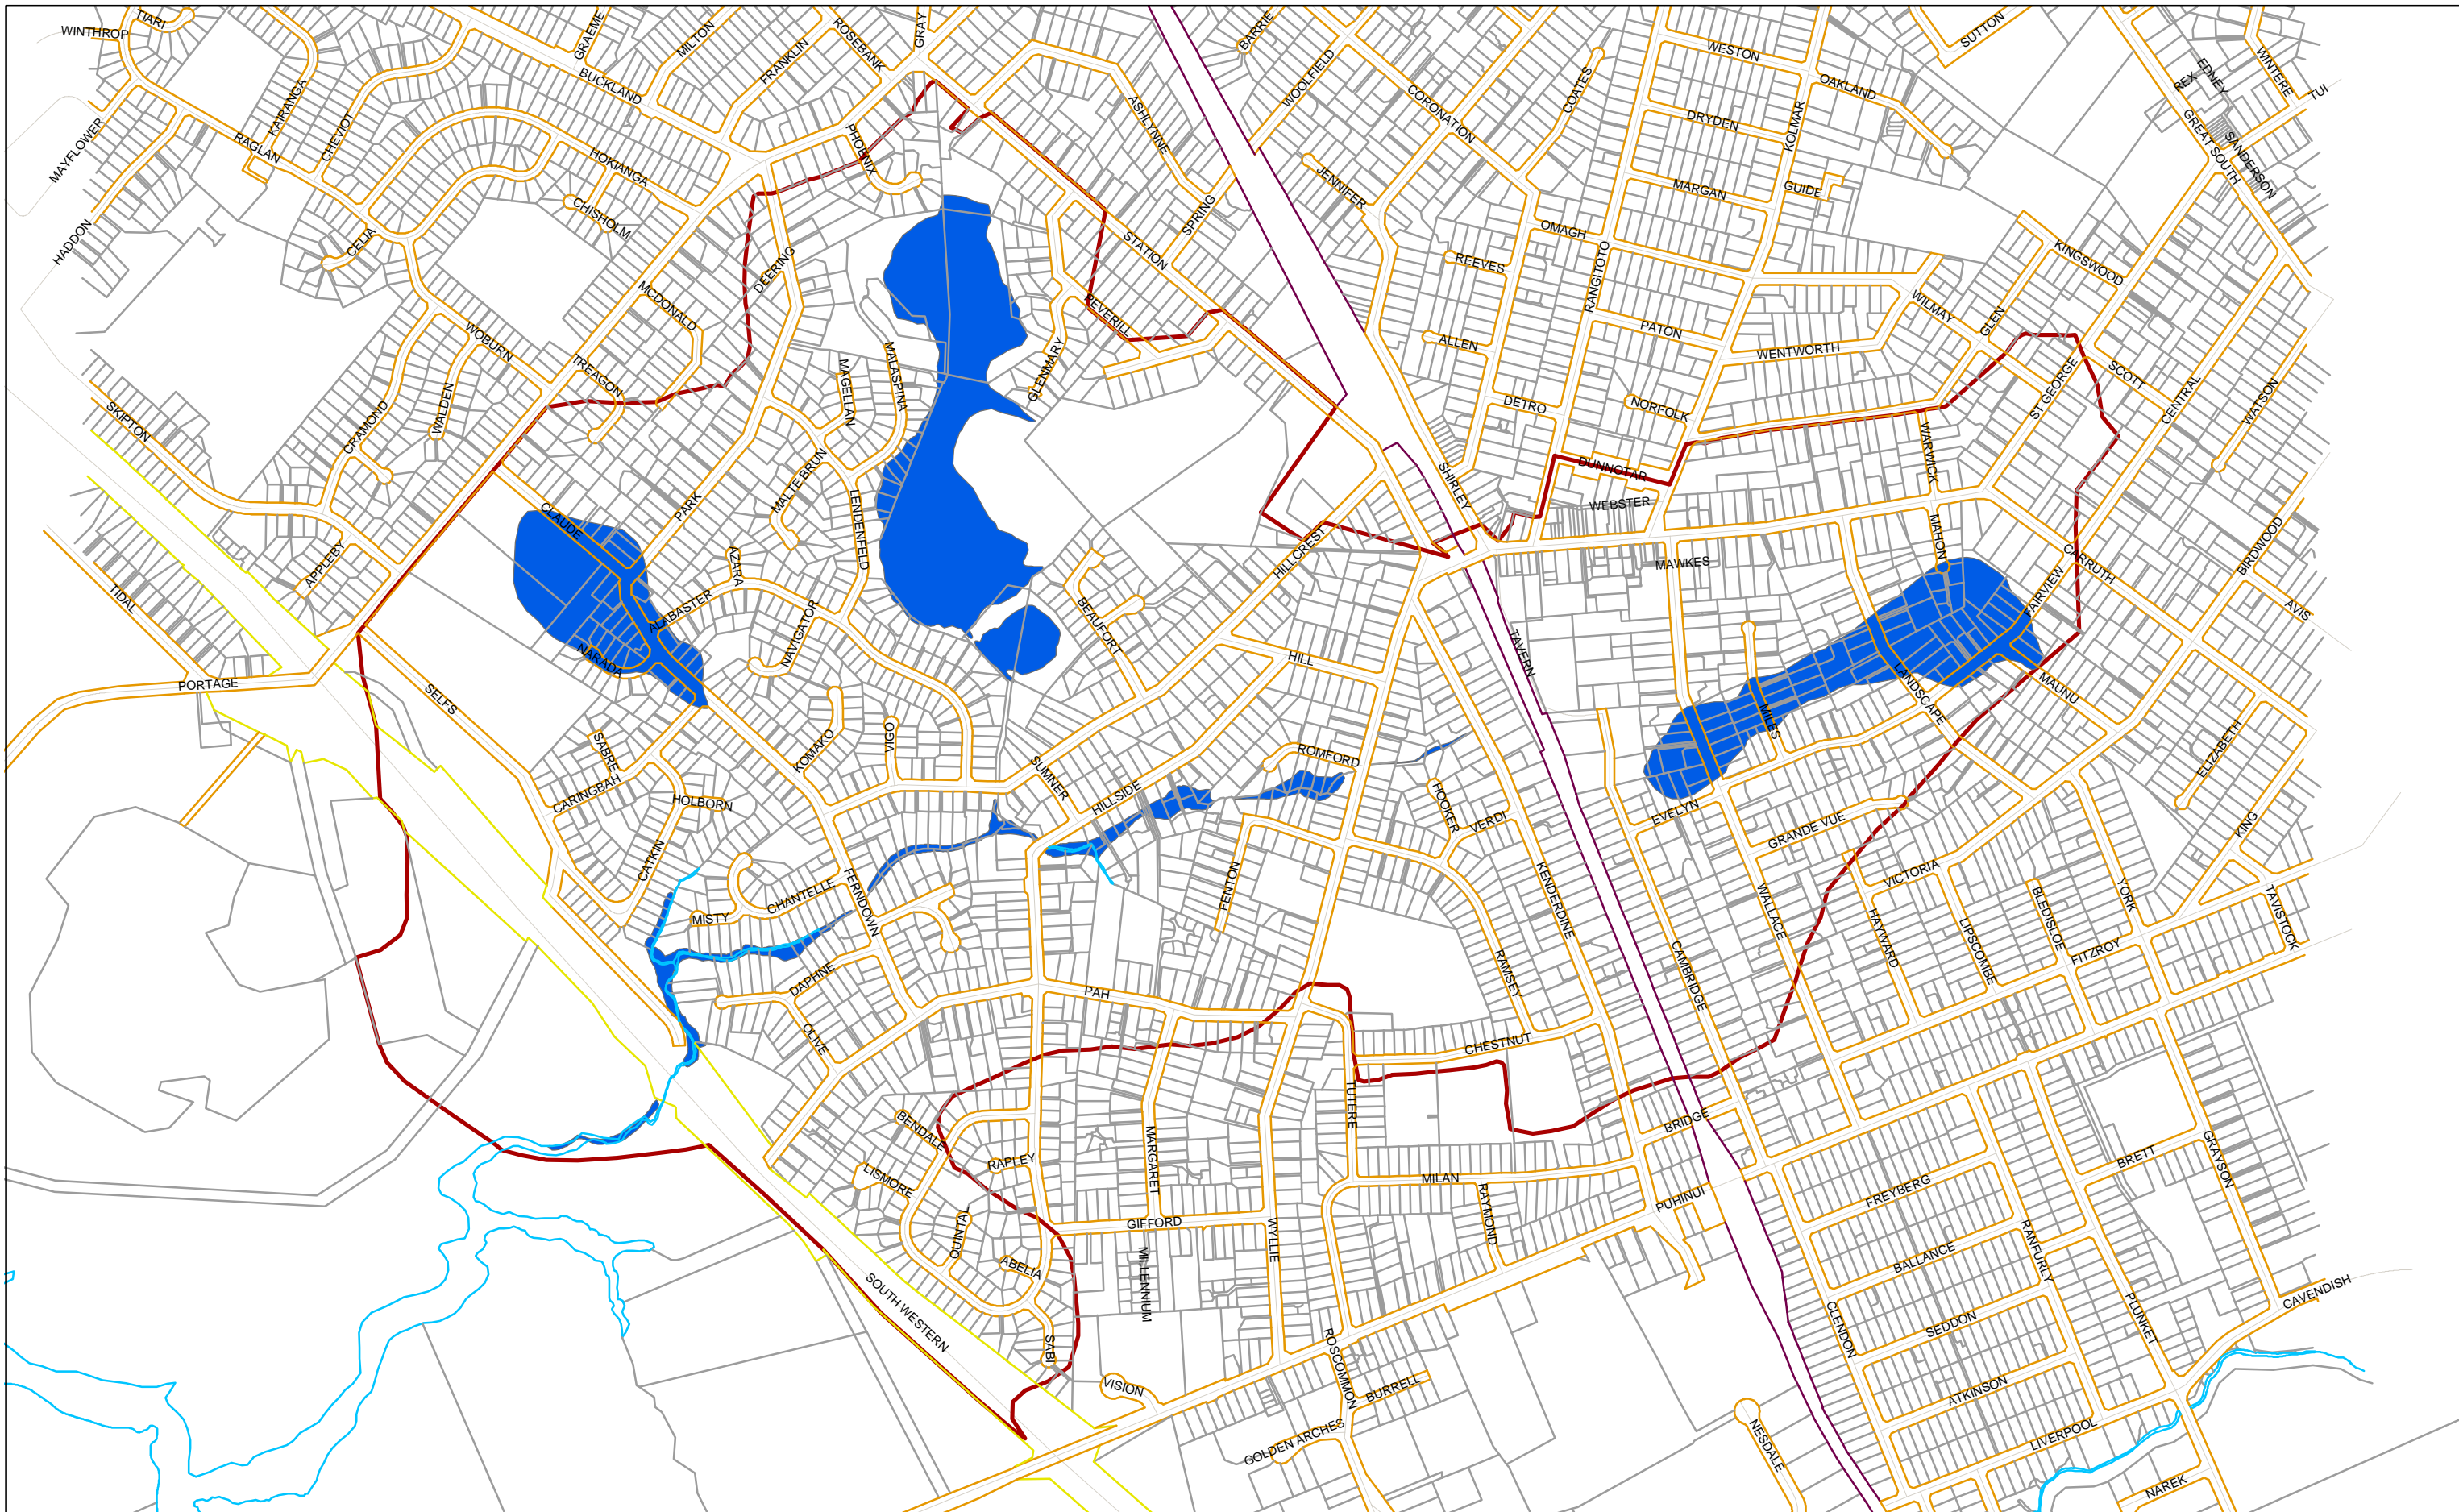 TIARI
WINTHROP
GRAEME
MILTON
FRANKLIN
ROSEBANK
GRAY
BARRIE
WOOLFIELD
WESTON
OAKLAND
SUTTON
REX
EDNEY
WINTERE
TUI
BUCKLAND
KAIRANGA
CHEVIOT
MAYFLOWER
RAGLAN
HADDON
HOKIANGA
CHISHOLM
CELIA
PHOENIX
ASHLYNNE
CORONATION
COATES
DRYDEN
KOLMAR
GREAT SOUTH
SANDERSON
JENNIFER
MARGAN
GUIDE
SPRING
STATION
OMAGH
REEVES
RANGITOTO
KINGSWOOD
DEERING
MCDONALD
REVERILL
WILMAY
GLEN
PATON
WENTWORTH
ALLEN
SCOTT
ST GEORGE
CENTRAL
WATSON
WOBURN
TREAGON
WALDEN
CRAMOND
SKIPTON
MAGELLAN
MALASPINA
GLENMARY
DETRO
NORFOLK
WARWICK
DUNNOTAR
WEBSTER
SHIRLEY
MALTE BRUN
PARK
CLAUDE
LENDENFELD
APPLEBY
TIDAL
AZARA
ALABASTER
NAVIGATOR
NARADA
HILLCREST
BEAUFORT
MAWKES
MAHON
CARRUTH
BIRDWOOD
AVIS
FAIRVIEW
TAVERN
HILL
PORTAGE
SELFS
SABRE
CARINGBAH
HOLBORN
CATKIN
KOMAKO
VIGO
SUMNER
HILLSIDE
ROMFORD
HOOKER
VERDI
LANDSCAPE
MAUNU
MILES
EVELYN
GRANDE VUE
VICTORIA
ELIZABETH
KING
MISTY
CHANTELLE
FERNDOWN
FENTON
KENDERDINE
WALLACE
HAYWARD
LIPSCOMBE
BLEDISLOE
YORK
TAVISTOCK
FITZROY
DAPHNE
OLIVE
PAH
RAMSEY
CAMBRIDGE
CHESTNUT
TUTERE
BRIDGE
BENDALE
LISMORE
RAPLEY
QUINTAL
ABELIA
MARGARET
GIFFORD
MILLENNIUM
WYLLIE
MILAN
RAYMOND
PUHINUI
FREYBERG
BRETT
GRAYSON
BALLANCE
RANFURLY
SEDDON
PLUNKET
CAVENDISH
CLENDON
ATKINSON
LIVERPOOL
NAREK
SOUTH WESTERN
SABI
VISION
ROSCOMMON
BURRELL
GOLDEN ARCHES
NESDALE